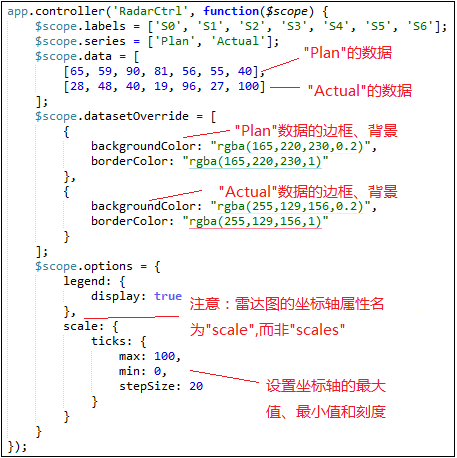 app.controller('RadarCtrl', function($scope) {
$scope.labels = ['S0', 'S1', 'S2', 'S3', 'S4', 'S5', 'S6'];
$scope.series = ['Plan', 'Actual'];
$scope.data = [
[65, 59, 90, 81, 56, 55, 40],
"Plan"的数据
[28, 48, 40, 19, 96, 27, 100]
"Actual"的数据
];
$scope.datasetOverride = [
{
"Plan"数据的边框、背景
backgroundColor: "rgba(165,220,230,0.2)",
borderColor: "rgba(165,220,230,1)"
},
{
"Actual"数据的边框、背景
backgroundColor: "rgba(255,129,156,0.2)",
borderColor: "rgba(255,129,156,1)"
}
];
$scope.options = {
legend: {
display: true
},
注意：雷达图的坐标轴属性名
为"scale",而非"scales"
scale: {
ticks: {
max: 100,
min: 0,
stepSize: 20
设置坐标轴的最大
值、最小值和刻度
}
}
}
});